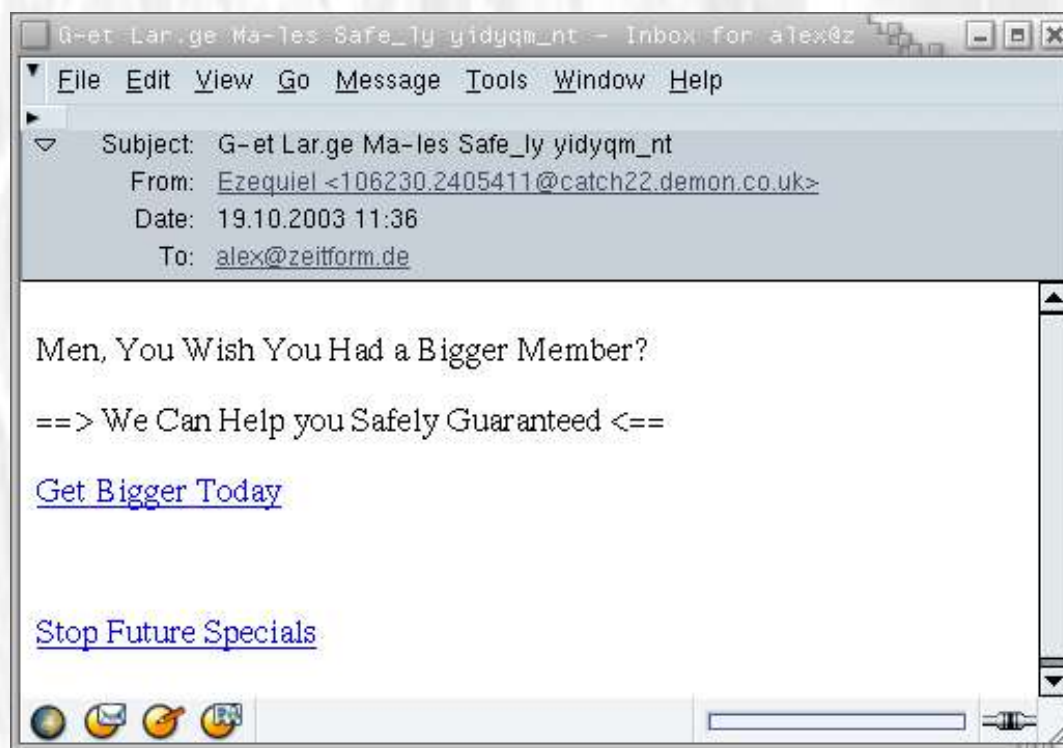 G-et Lar.ge Ma-les Safe_ly yidyqm_nt - Inbox for alex@z
File Edit View Go Message Tools Window Help
Subject: G-et Lar.ge Ma-les Safe_ly yidyqm_nt
From: Ezequiel <106230.2405411@catch22.demon.co.uk>
Date: 19.10.2003 11:36
To: alex@zeitform.de
Men, You Wish You Had a Bigger Member?
==> We Can Help you Safely Guaranteed <==
Get Bigger Today
Stop Future Specials